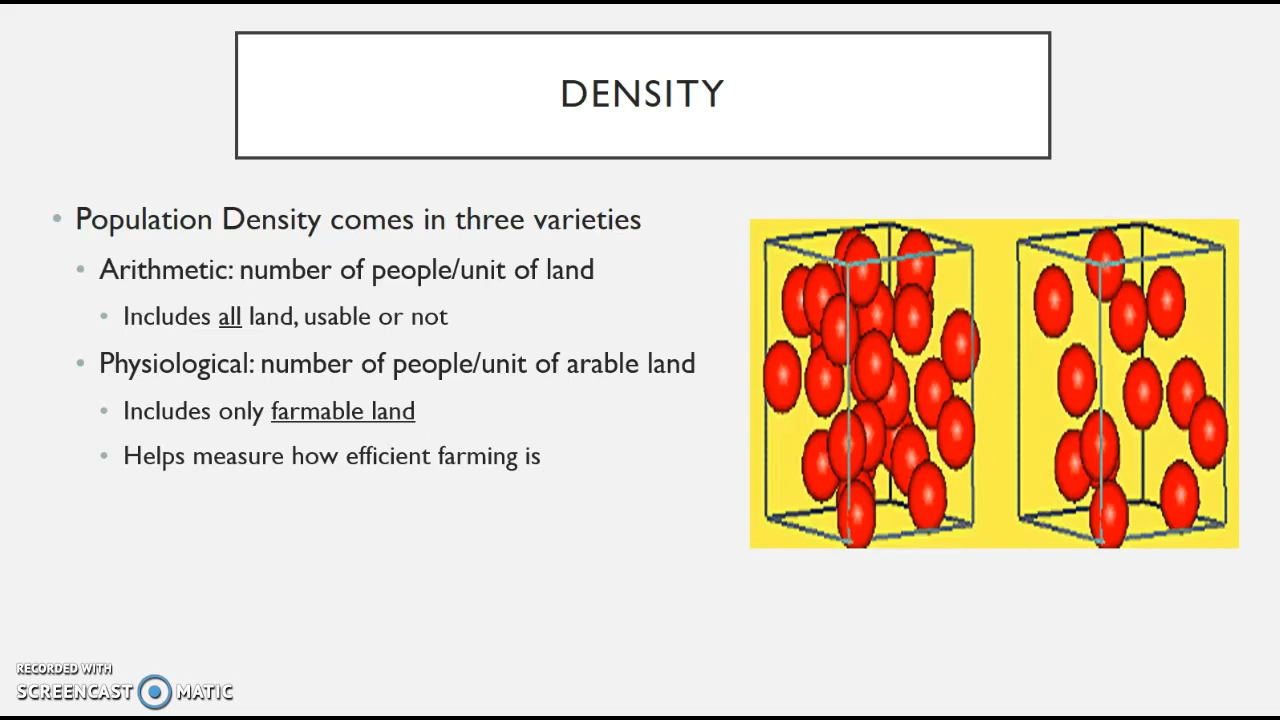 DENSITY
• Population Density comes in three varieties
• Arithmetic: number of people/unit of land
• Includes all land, usable or not
• Physiological: number of people/unit of arable land
• Includes only farmable land
• Helps measure how efficient farming is
RECORDED WITH
SCREENCAST MATIC